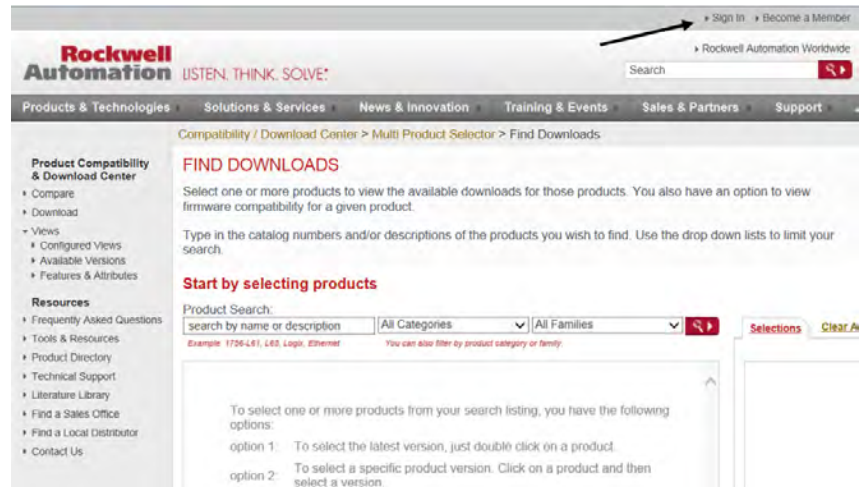 Sign In Become a Member
Rockwell Automation
LISTEN. THINK. SOLVE.
Rockwell Automation Worldwide
Search
Products & Technologies Solutions & Services News & Innovation Training & Events Sales & Partners Support
Compatibility / Download Center > Multi Product Selector > Find Downloads
Product Compatibility
& Download Center
Compare
Download
Views
Configured Views
Available Versions
Features & Attributes
Resources
Frequently Asked Questions
Tools & Resources
Product Directory
Technical Support
Literature Library
Find a Sales Office
Find a Local Distributor
Contact Us
FIND DOWNLOADS
Select one or more products to view the available downloads for those products. You also have an option to view
firmware compatibility for a given product.
Type in the catalog numbers and/or descriptions of the products you wish to find. Use the drop down lists to limit your
search.
Start by selecting products
Product Search:
search by name or description All Categories All Families
Example: 1756-L61, L63, Logix, Ethernet You can also filter by product category or family.
Selections Clear
To select one or more products from your search listing, you have the following
options:
option 1: To select the latest version, just double click on a product.
option 2: To select a specific product version. Click on a product and then
select a version.